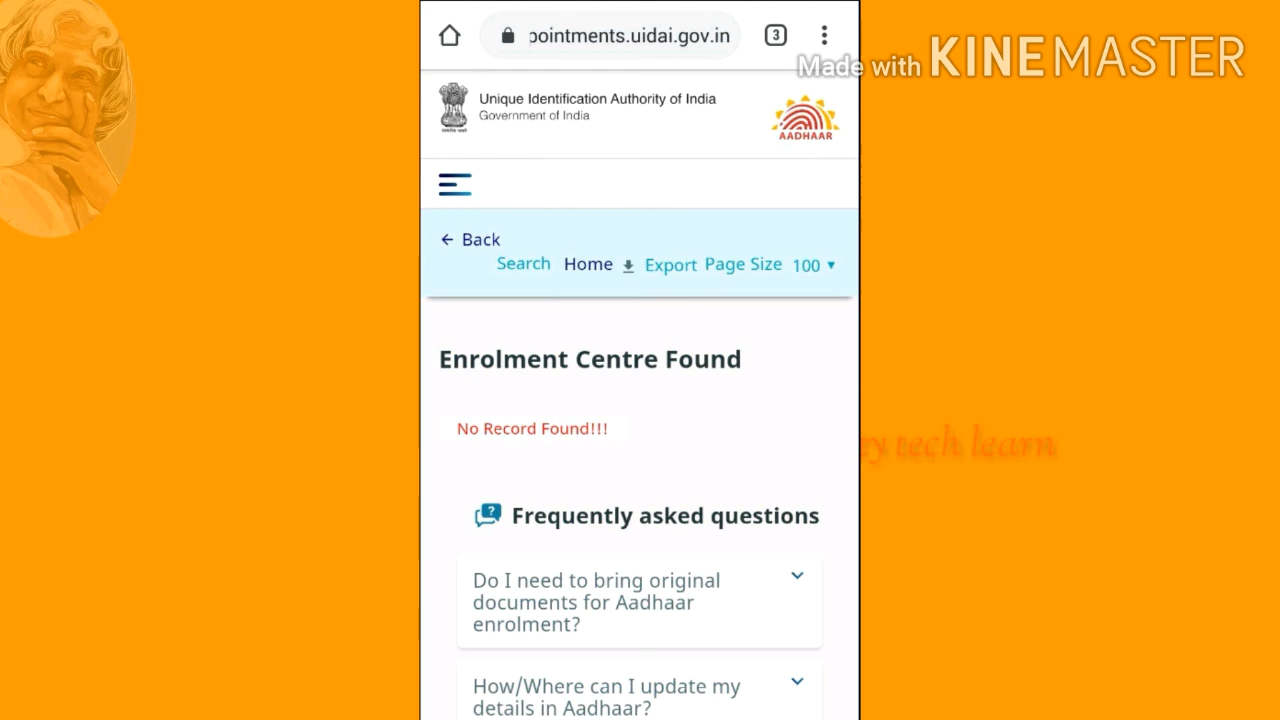 pointments.uidai.gov.in
3
Made with KINEMASTER
Unique Identification Authority of India
Government of India
AADHAAR
← Back
Search Home Export Page Size 100
Enrolment Centre Found
No Record Found!!!
tech learn
Frequently asked questions
Do I need to bring original
documents for Aadhaar
enrolment?
How/Where can I update my
details in Aadhaar?